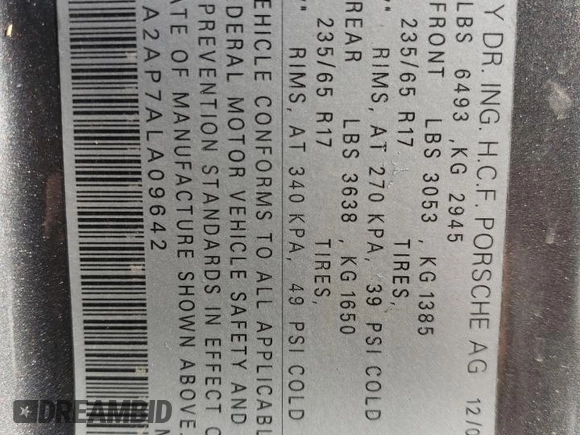 Y DR. ING. H.C.F. PORSCHE AG 12/0
LBS 6493 ,KG 2945
FRONT LBS 3053 , KG 1385
235/65 R17 TIRES,
" RIMS, AT 270 KPA, 39 PSI COLD
REAR LBS 3638 , KG 1650
235/65 R17 TIRES,
" RIMS, AT 340 KPA, 49 PSI COLD
EHICLE CONFORMS TO ALL APPLICABL
DERAL MOTOR VEHICLE SAFETY AND
PREVENTION STANDARDS IN EFFECT O
ATE OF MANUFACTURE SHOWN ABOVE.
A2AP7ALA09642
DREAMBID